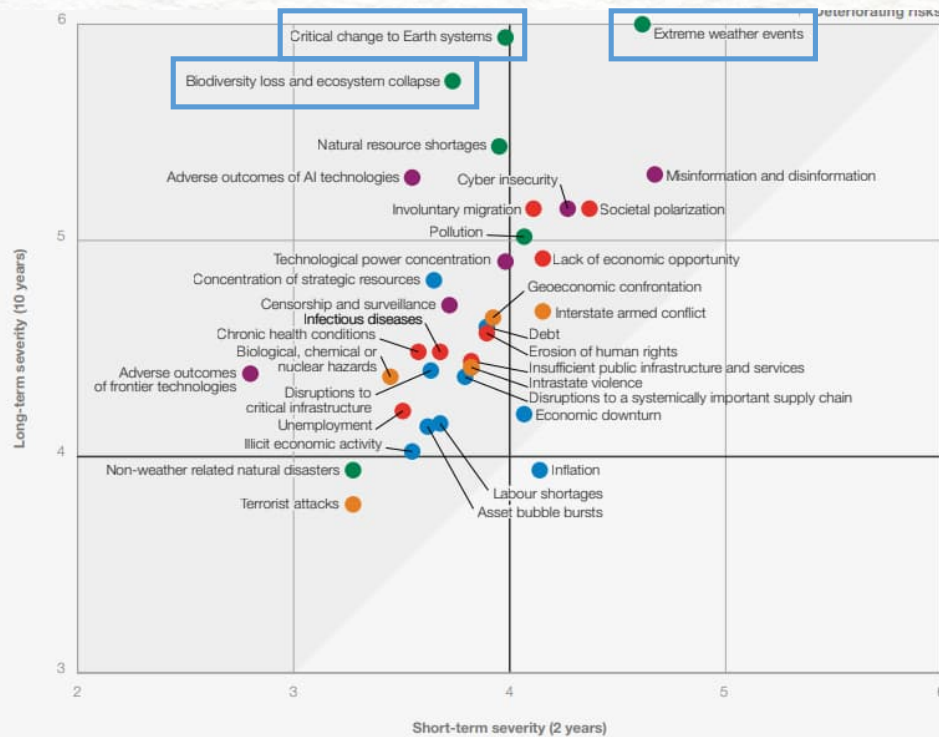 6
Deteriorating risks
Critical change to Earth systems
Extreme weather events
Biodiversity loss and ecosystem collapse
Natural resource shortages
Adverse outcomes of AI technologies
Cyber insecurity
Misinformation and disinformation
Involuntary migration
Societal polarization
Pollution
5
Technological power concentration
Lack of economic opportunity
Concentration of strategic resources
Geoeconomic confrontation
Censorship and surveillance
Interstate armed conflict
Infectious diseases
Chronic health conditions
Debt
Biological, chemical or
nuclear hazards
Erosion of human rights
Insufficient public infrastructure and services
Adverse outcomes
of frontier technologies
Intrastate violence
Disruptions to
critical infrastructure
Disruptions to a systemically important supply chain
Unemployment
Economic downturn
Illicit economic activity
4
Non-weather related natural disasters
Inflation
Labour shortages
Terrorist attacks
Asset bubble bursts
3
2
3
4
5
Long-term severity (10 years)
Short-term severity (2 years)